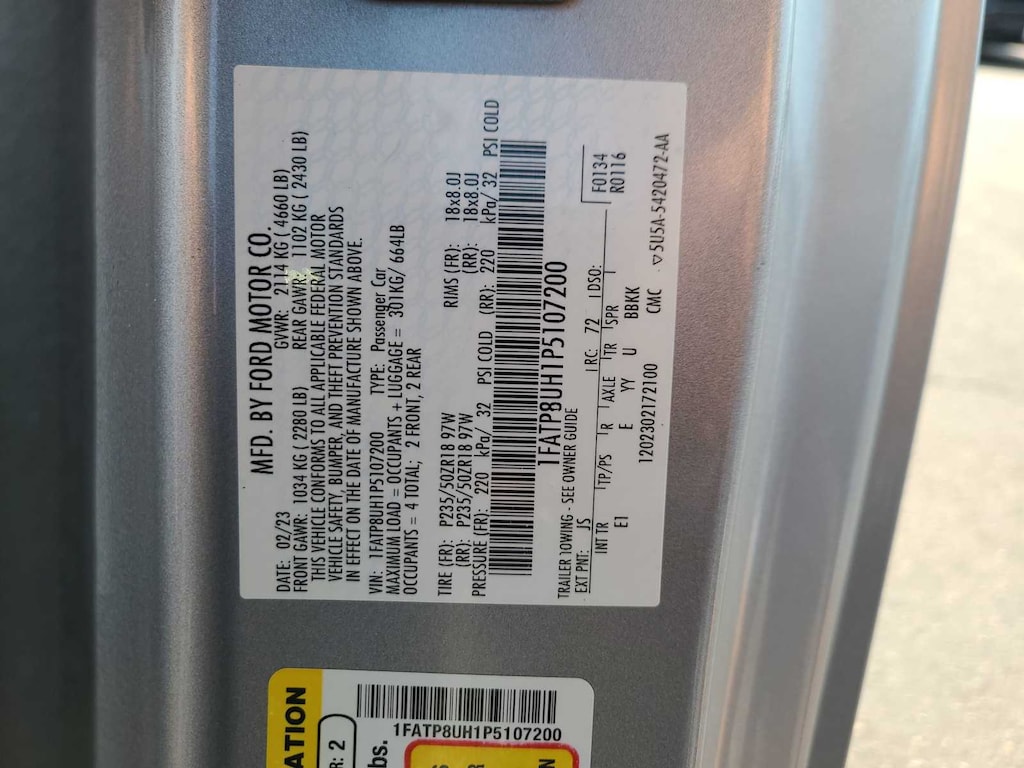 MFD. BY FORD MOTOR CO.
DATE: 02/23 GVWR: 2114 KG ( 4660 LB)
FRONT GAWR: 1034 KG ( 2280 LB) REAR GAWR: 1102 KG ( 2430 LB)
THIS VEHICLE CONFORMS TO ALL APPLICABLE FEDERAL MOTOR
VEHICLE SAFETY, BUMPER, AND THEFT PREVENTION STANDARDS
IN EFFECT ON THE DATE OF MANUFACTURE SHOWN ABOVE.
VIN: 1FATP8UH1P5107200 TYPE: Passenger Car
MAXIMUM LOAD = OCCUPANTS + LUGGAGE = 301KG/ 664LB
OCCUPANTS = 4 TOTAL; 2 FRONT, 2 REAR
TIRE (FR): P235/50ZR18 97W RIMS (FR): 18x8.0J
(RR): P235/50ZR18 97W (RR): 18x8.0J
PRESSURE (FR): 220 kPa/ 32 PSI COLD (RR): 220 kPa/ 32 PSI COLD
1FATP8UH1P5107200
TRAILER TOWING - SEE OWNER GUIDE
F0134
EXT PNT: JS RC: 72 DSO: R0116
INT TR TP/PS R AXLE TR SPR
E1 E YY U BBKK
1202302172100 CMC ▽5U5A-5420472-AA
ATION
R: 2
bs.
1FATP8UH1P5107200